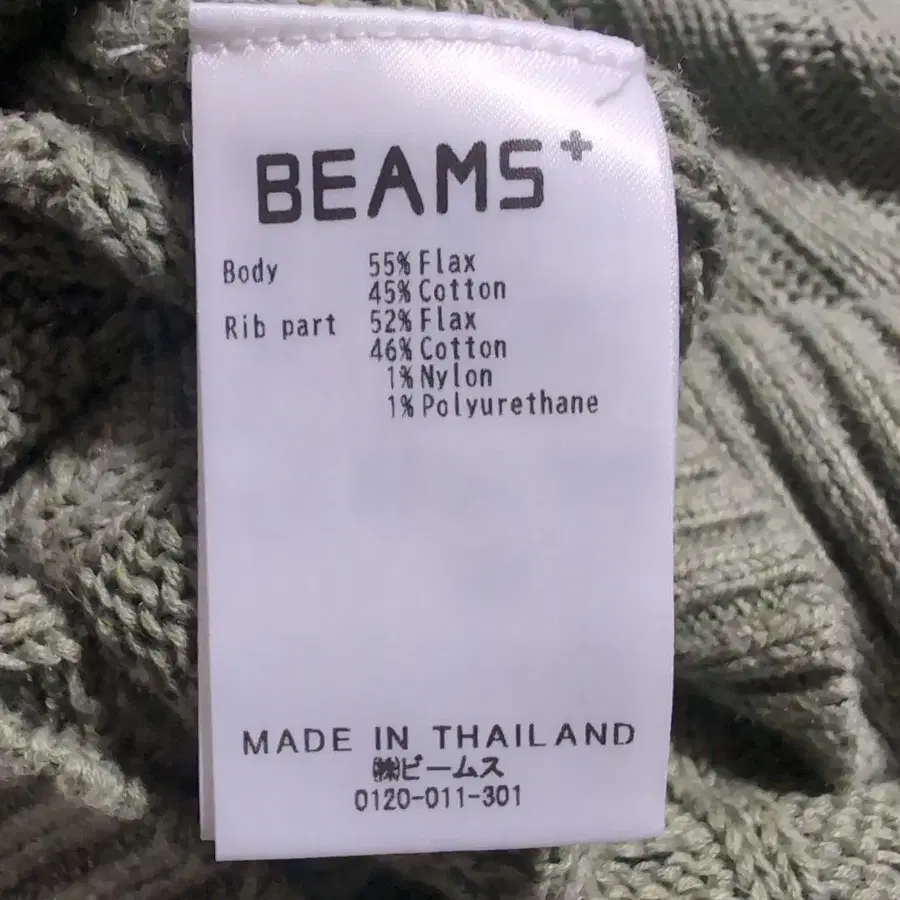 BEAMS+
Body 55% Flax
45% Cotton
Rib part 52% Flax
46% Cotton
1% Nylon
1% Polyurethane
MADE IN THAILAND
㈱ビームス
0120-011-301